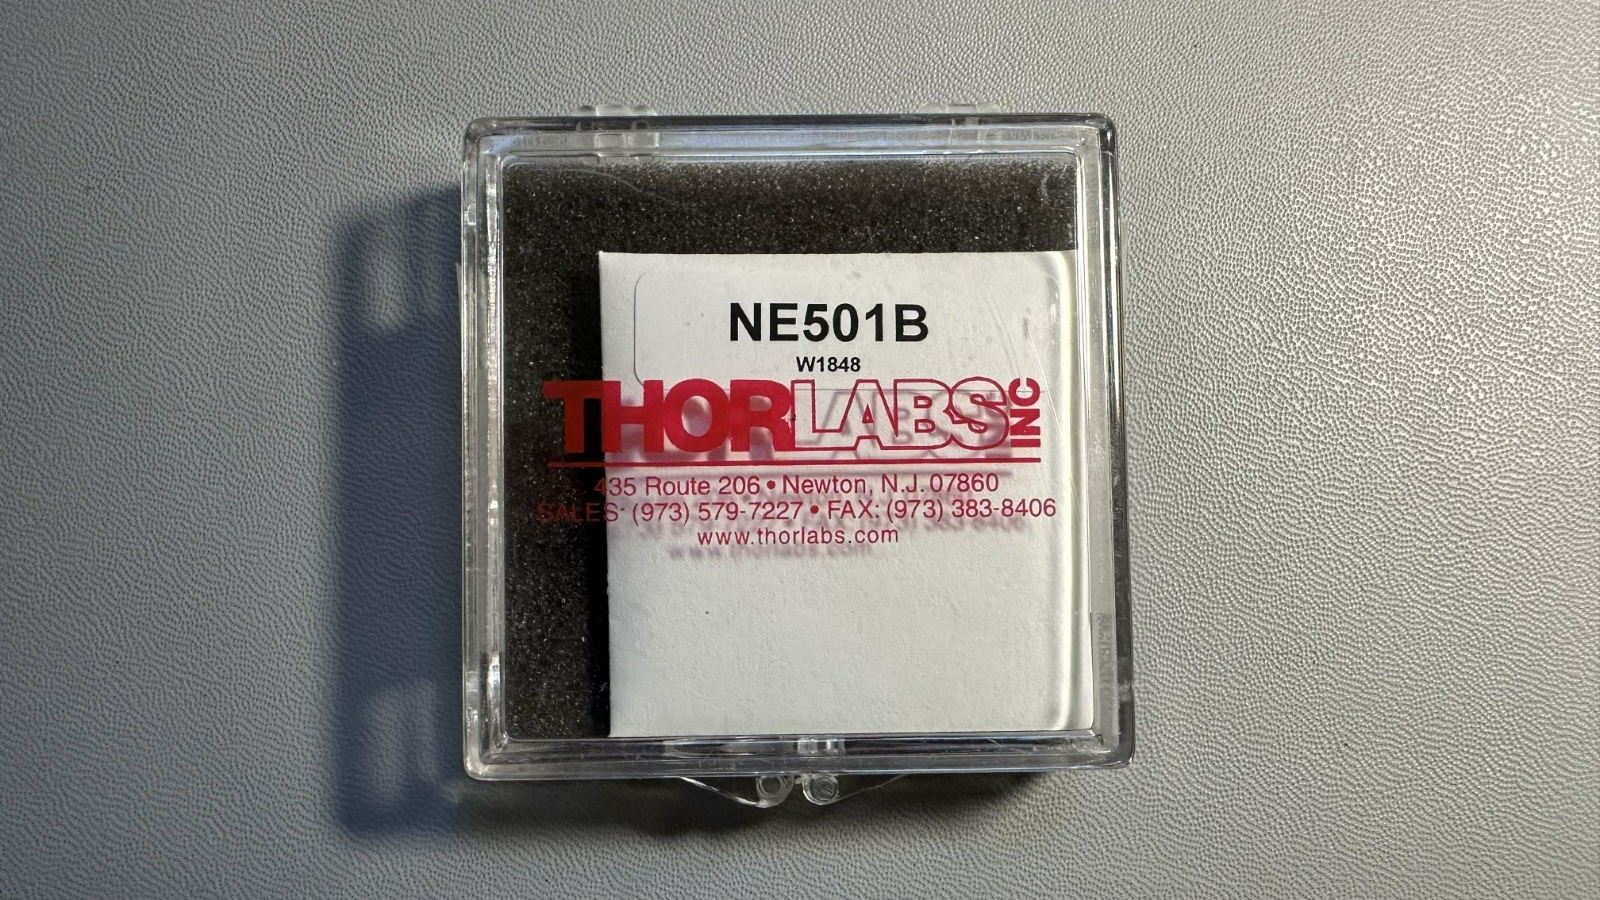 NE501B
W1848
THORLABS INC
435 Route 206 • Newton, N.J. 07860
SALES: (973) 579-7227 • FAX: (973) 383-8406
www.thorlabs.com